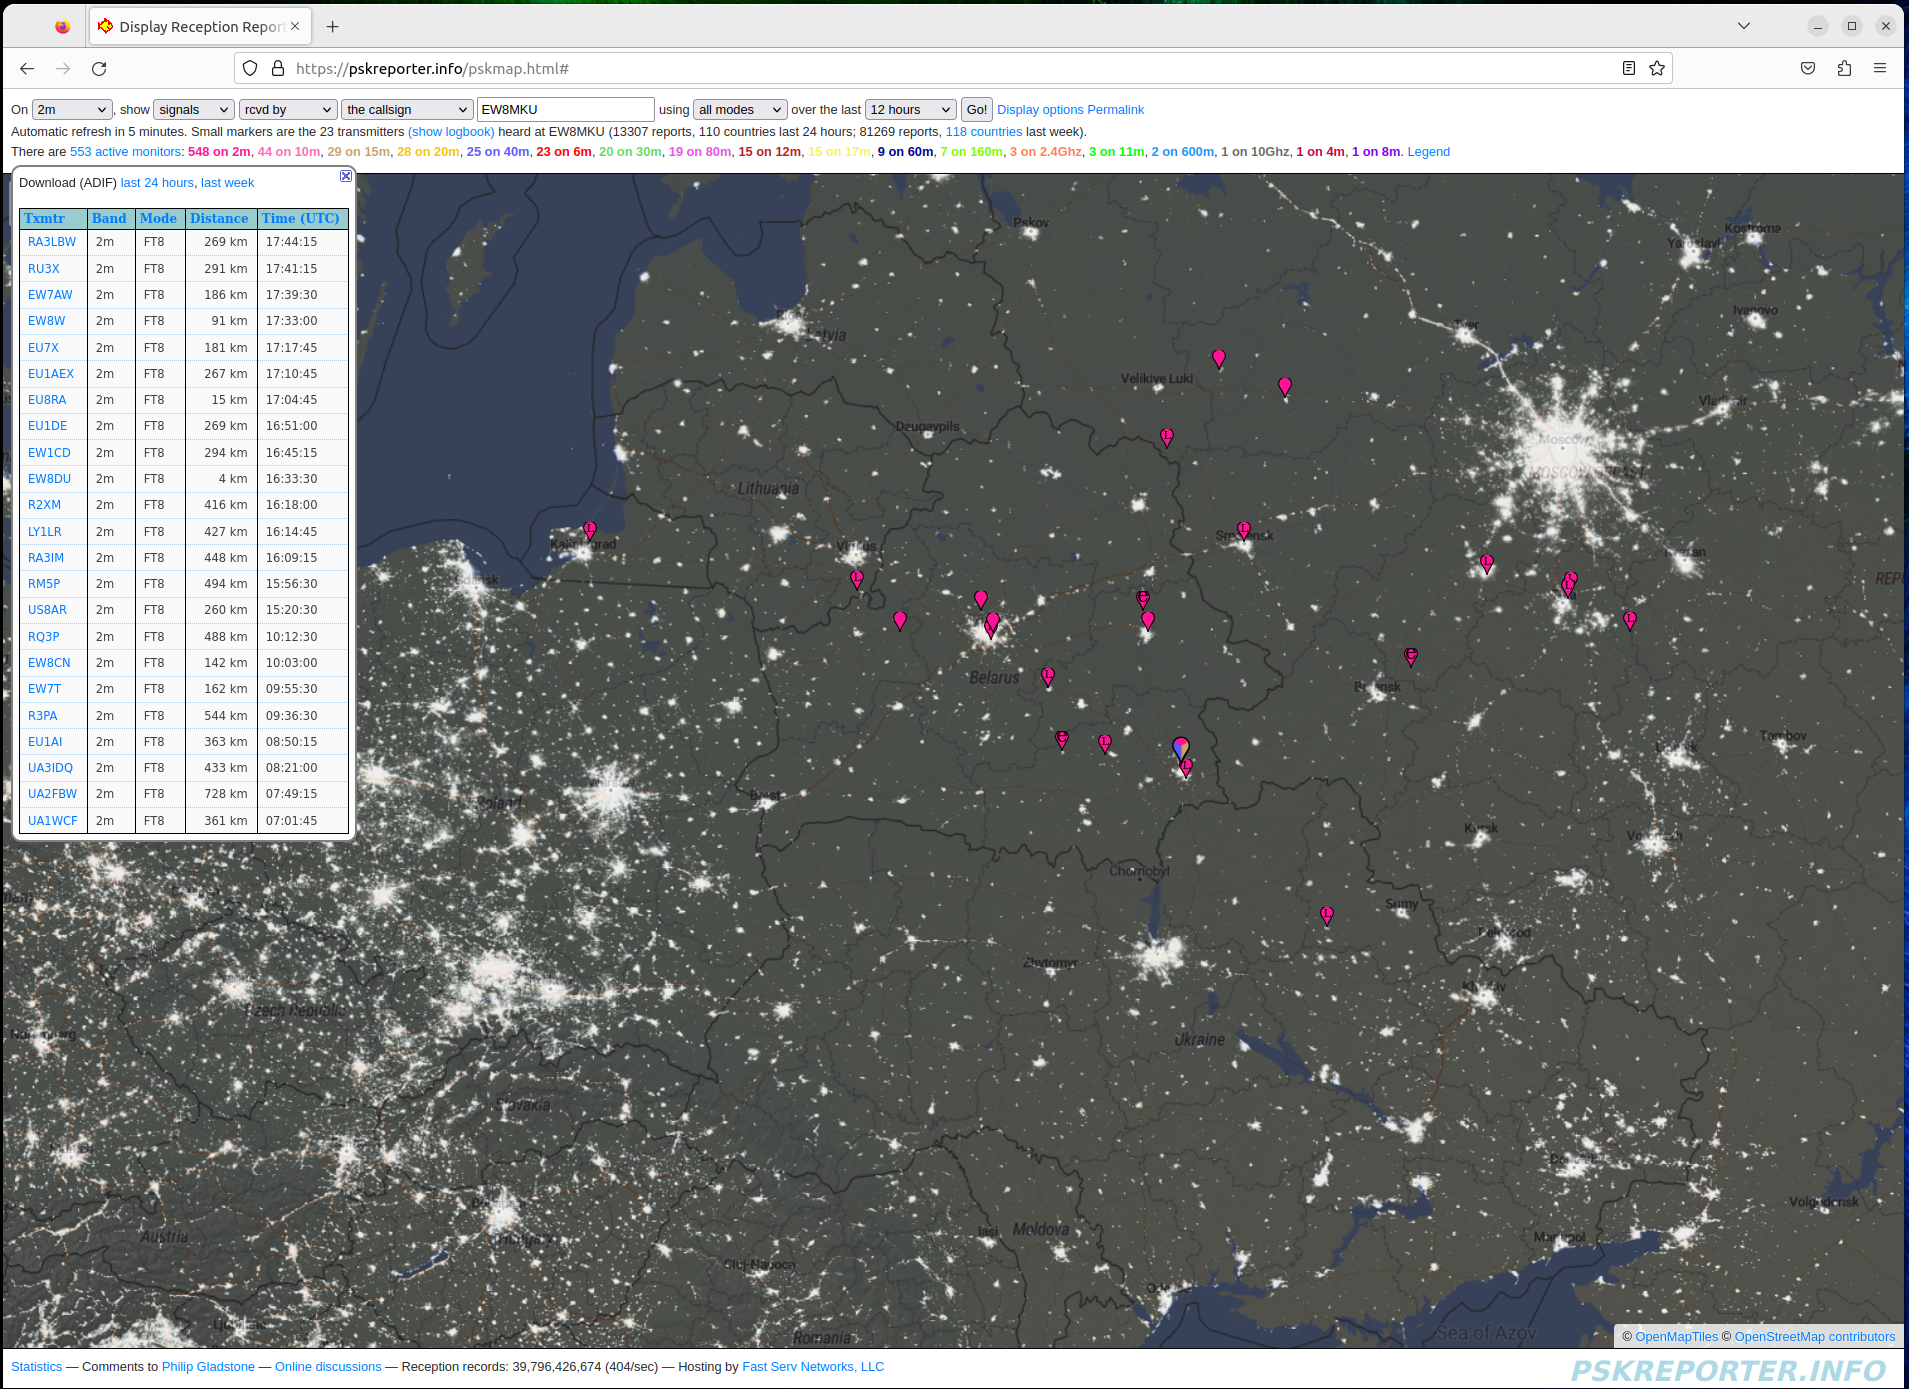 Display Reception Repor
https://pskreporter.info/pskmap.html#
On 2m, show signals rcvd by the callsign EW8MKU using all modes over the last 12 hours Go! Display options Permalink
Automatic refresh in 5 minutes. Small markers are the 23 transmitters (show logbook) heard at EW8MKU (13307 reports, 110 countries last 24 hours; 81269 reports, 118 countries last week).
There are 553 active monitors: 548 on 2m, 44 on 10m, 29 on 15m, 28 on 20m, 25 on 40m, 23 on 6m, 20 on 30m, 19 on 80m, 15 on 12m, 15 on 17m, 9 on 60m, 7 on 160m, 3 on 2.4Ghz, 3 on 11m, 2 on 600m, 1 on 10Ghz, 1 on 4m, 1 on 8m. Legend
Download (ADIF) last 24 hours, last week
Txmtr Band Mode Distance Time (UTC)
RA3LBW 2m FT8 269 km 17:44:15
RU3X 2m FT8 291 km 17:41:15
EW7AW 2m FT8 186 km 17:39:30
EW8W 2m FT8 91 km 17:33:00
EU7X 2m FT8 181 km 17:17:45
EU1AEX 2m FT8 267 km 17:10:45
EU8RA 2m FT8 15 km 17:04:45
EU1DE 2m FT8 269 km 16:51:00
EW1CD 2m FT8 294 km 16:45:15
EW8DU 2m FT8 4 km 16:33:30
R2XM 2m FT8 416 km 16:18:00
LY1LR 2m FT8 427 km 16:14:45
RA3IM 2m FT8 448 km 16:09:15
RM5P 2m FT8 494 km 15:56:30
US8AR 2m FT8 260 km 15:20:30
RQ3P 2m FT8 488 km 10:12:30
EW8CN 2m FT8 142 km 10:03:00
EW7T 2m FT8 162 km 09:55:30
R3PA 2m FT8 544 km 09:36:30
EU1AI 2m FT8 363 km 08:50:15
UA3IDQ 2m FT8 433 km 08:21:00
UA2FBW 2m FT8 728 km 07:49:15
UA1WCF 2m FT8 361 km 07:01:45
Pskov
Kostroma
Yaroslavl
Ivanovo
Tver
Latvia
Velikive Luki
Vladimir
Daugavpils
Moscow
MOSCOW OBLAST
Lithuania
Smolensk
Kaliningrad
Vilnius
Ryazan
Gdańsk
Belarus
Bryansk
Tambov
Lipetsk
Brest
Poland
Warsaw
Kursk
Voronezh
Chornobyl
Sumy
Belgorod
Zhytomyr
Kharkiv
Czech Republic
Nuremberg
Ukraine
Slovakia
Volgodonsk
Iasi
Moldova
Austria
Hungary
Mariupol
Cluj-Napoca
Odesa
Romania
Sea of Azov
© OpenMapTiles © OpenStreetMap contributors
Statistics — Comments to Philip Gladstone — Online discussions — Reception records: 39,796,426,674 (404/sec) — Hosting by Fast Serv Networks, LLC
PSKREPORTER.INFO